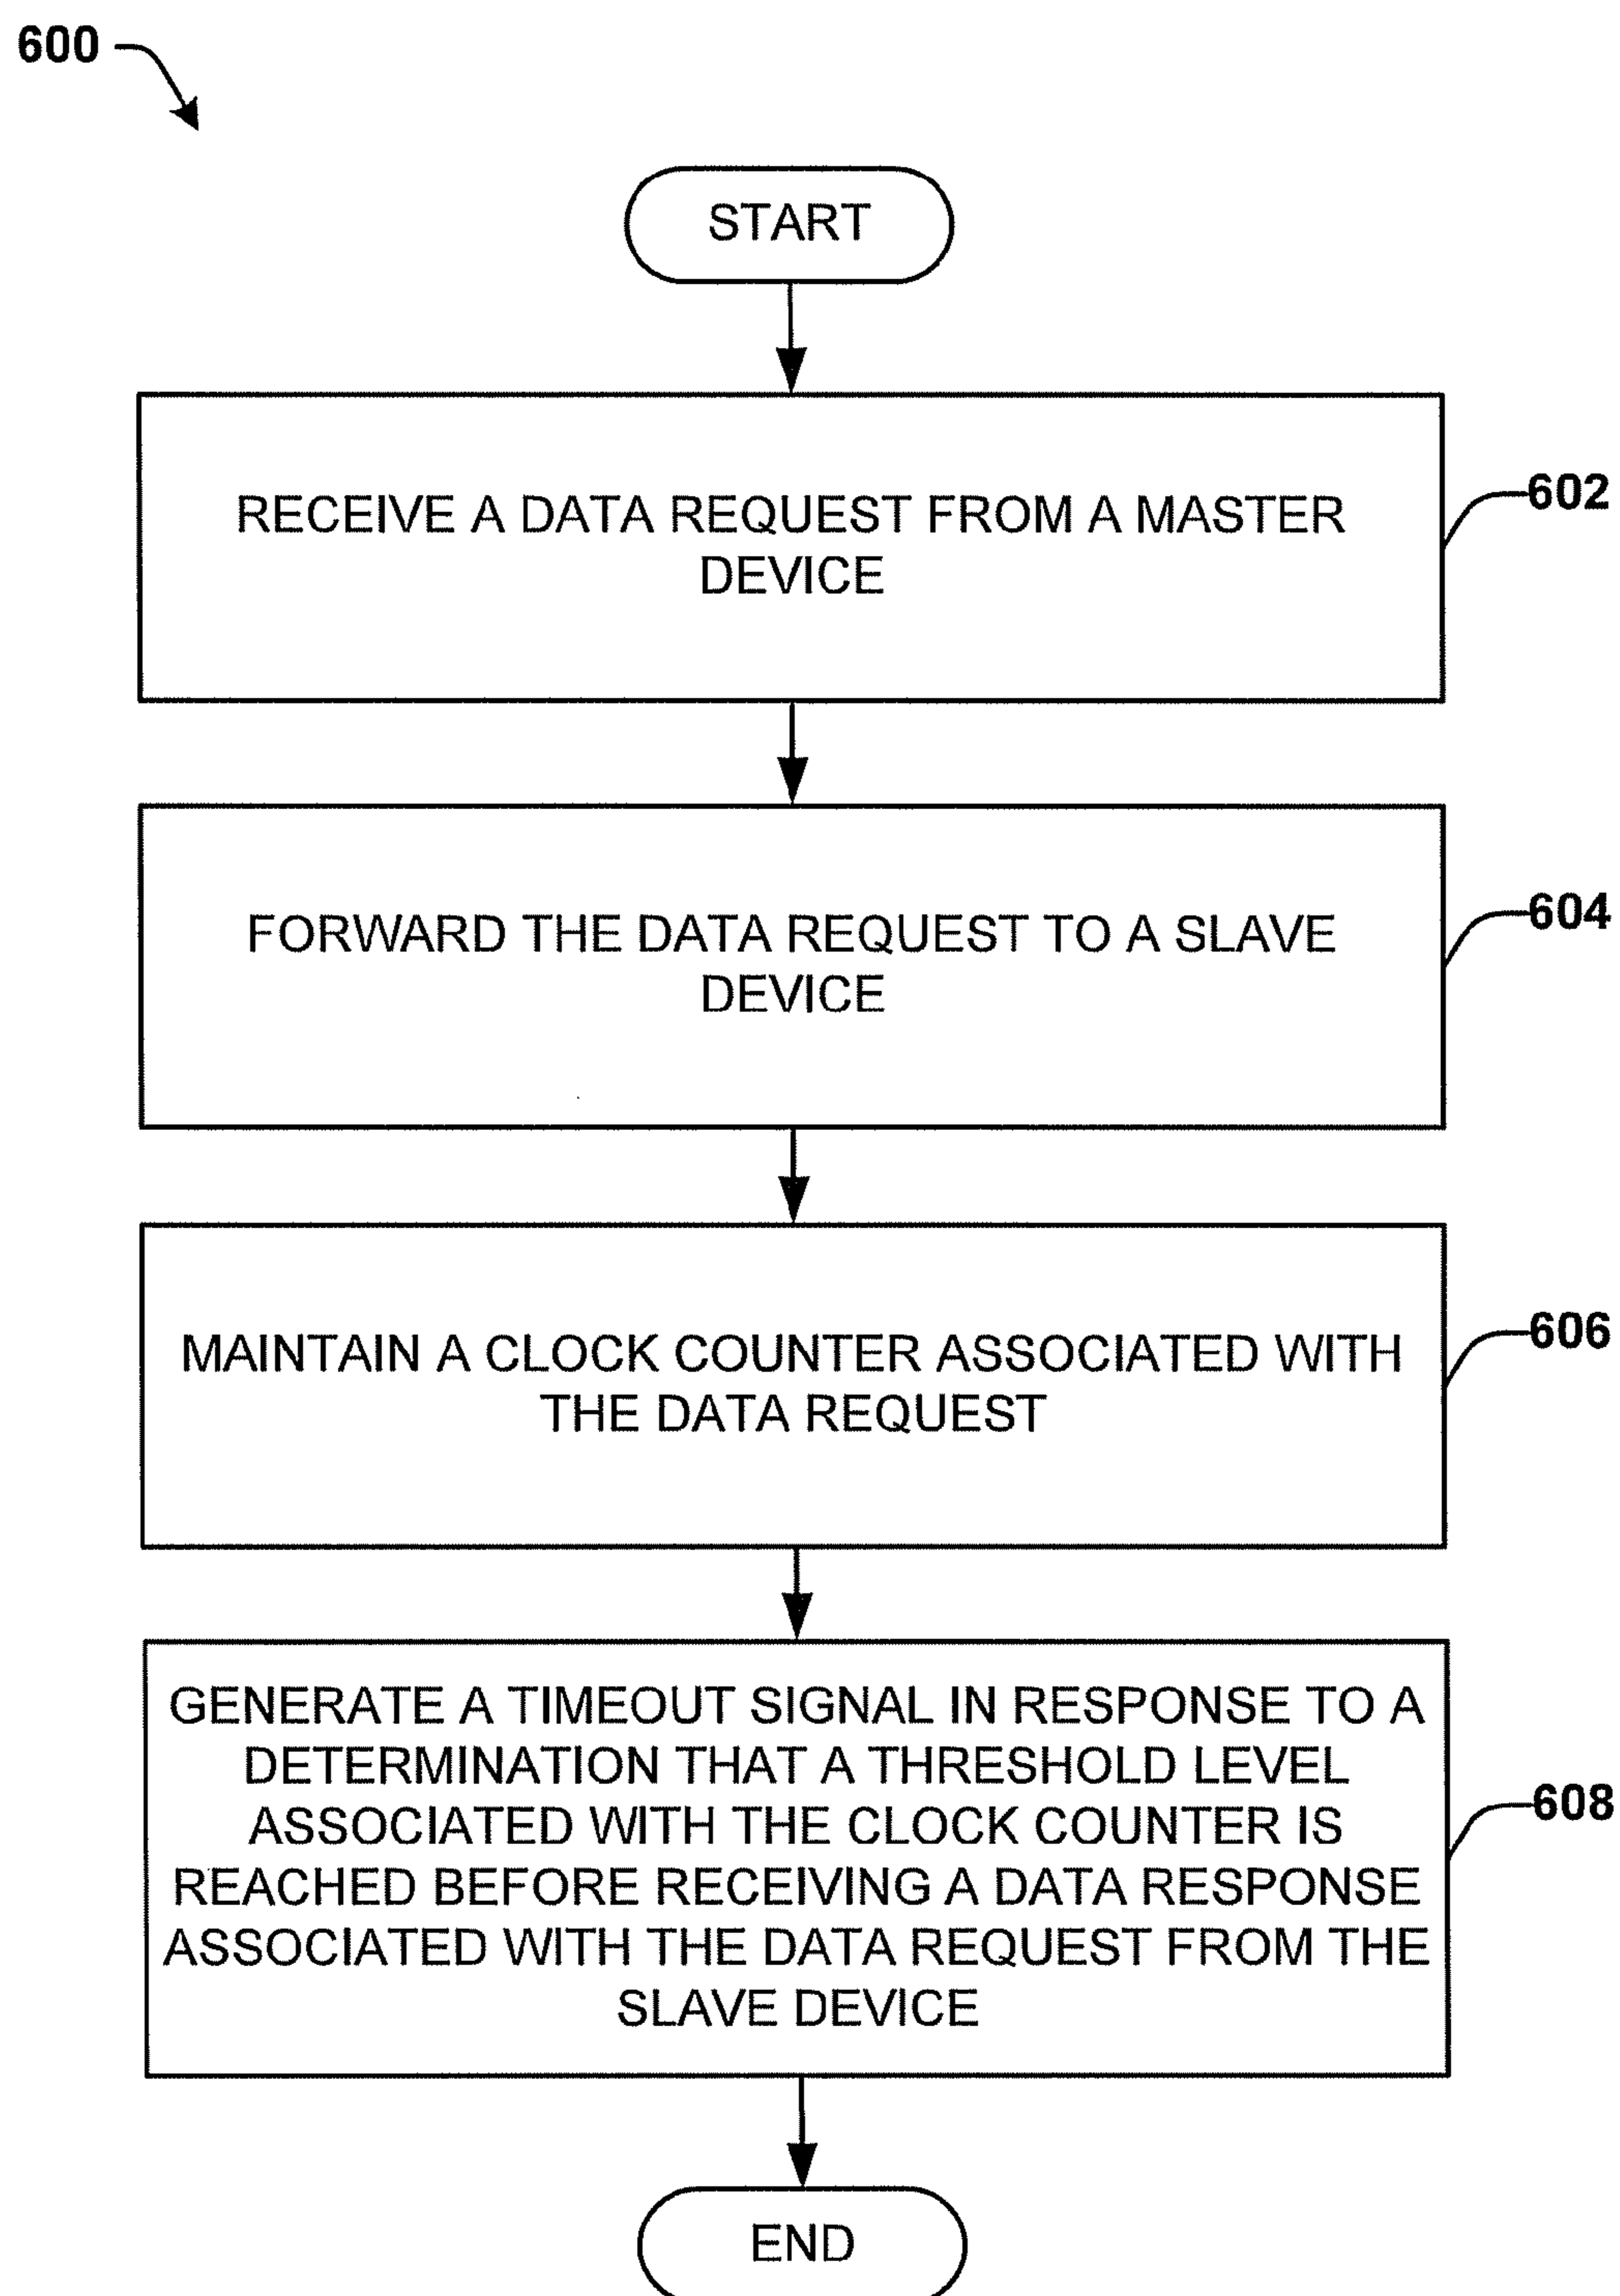 600
START
RECEIVE A DATA REQUEST FROM A MASTER
DEVICE
602
FORWARD THE DATA REQUEST TO A SLAVE
DEVICE
604
MAINTAIN A CLOCK COUNTER ASSOCIATED WITH
THE DATA REQUEST
606
GENERATE A TIMEOUT SIGNAL IN RESPONSE TO A
DETERMINATION THAT A THRESHOLD LEVEL
ASSOCIATED WITH THE CLOCK COUNTER IS
REACHED BEFORE RECEIVING A DATA RESPONSE
ASSOCIATED WITH THE DATA REQUEST FROM THE
SLAVE DEVICE
608
END